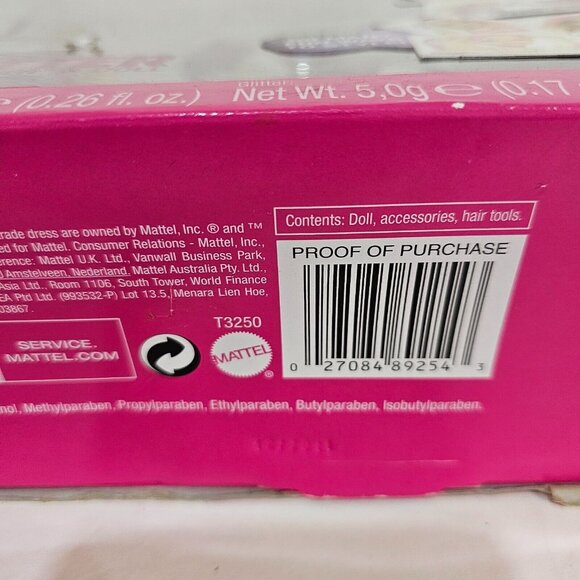 Glitter:
(0.26 fl. oz.) Net Wt. 5,0g ℮ (0.17
trade dress are owned by Mattel, Inc. ® and ™
ed for Mattel. Consumer Relations - Mattel, Inc.,
erence. Mattel U.K. Ltd., Vanwall Business Park,
Amstelveen, Nederland. Mattel Australia Pty. Ltd.,
Asia Ltd. Room 1106, South Tower, World Finance
EA Ptd Ltd. (993532-P) Lot 13.5, Menara Lien Hoe,
03867.
SERVICE.
MATTEL.COM
T3250
MATTEL
®
Contents: Doll, accessories, hair tools.
PROOF OF PURCHASE
0 27084 89254 3
nol, Methylparaben, Propylparaben, Ethylparaben, Butylparaben, Isobutylparaben.